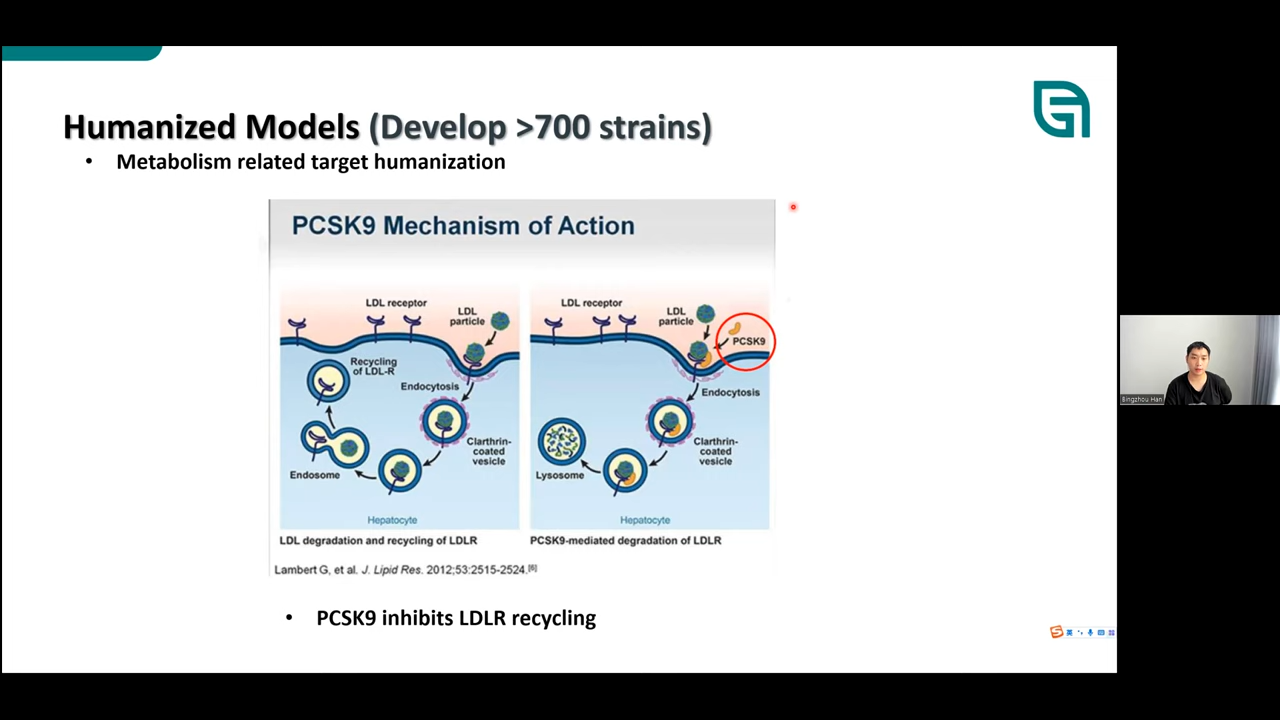 Humanized Models (Develop >700 strains)
• Metabolism related target humanization
PCSK9 Mechanism of Action
LDL receptor
LDL
particle
Recycling
of LDL-R
Endocytosis
Clarthrin-
coated
vesicle
Endosome
Hepatocyte
LDL degradation and recycling of LDLR
LDL receptor
LDL
particle
PCSK9
Endocytosis
Clarthrin-
coated
vesicle
Lysosome
Hepatocyte
PCSK9-mediated degradation of LDLR
Lambert G, et al. J. Lipid Res. 2012;53:2515-2524.[6]
• PCSK9 inhibits LDLR recycling
英
Bingzhou Han